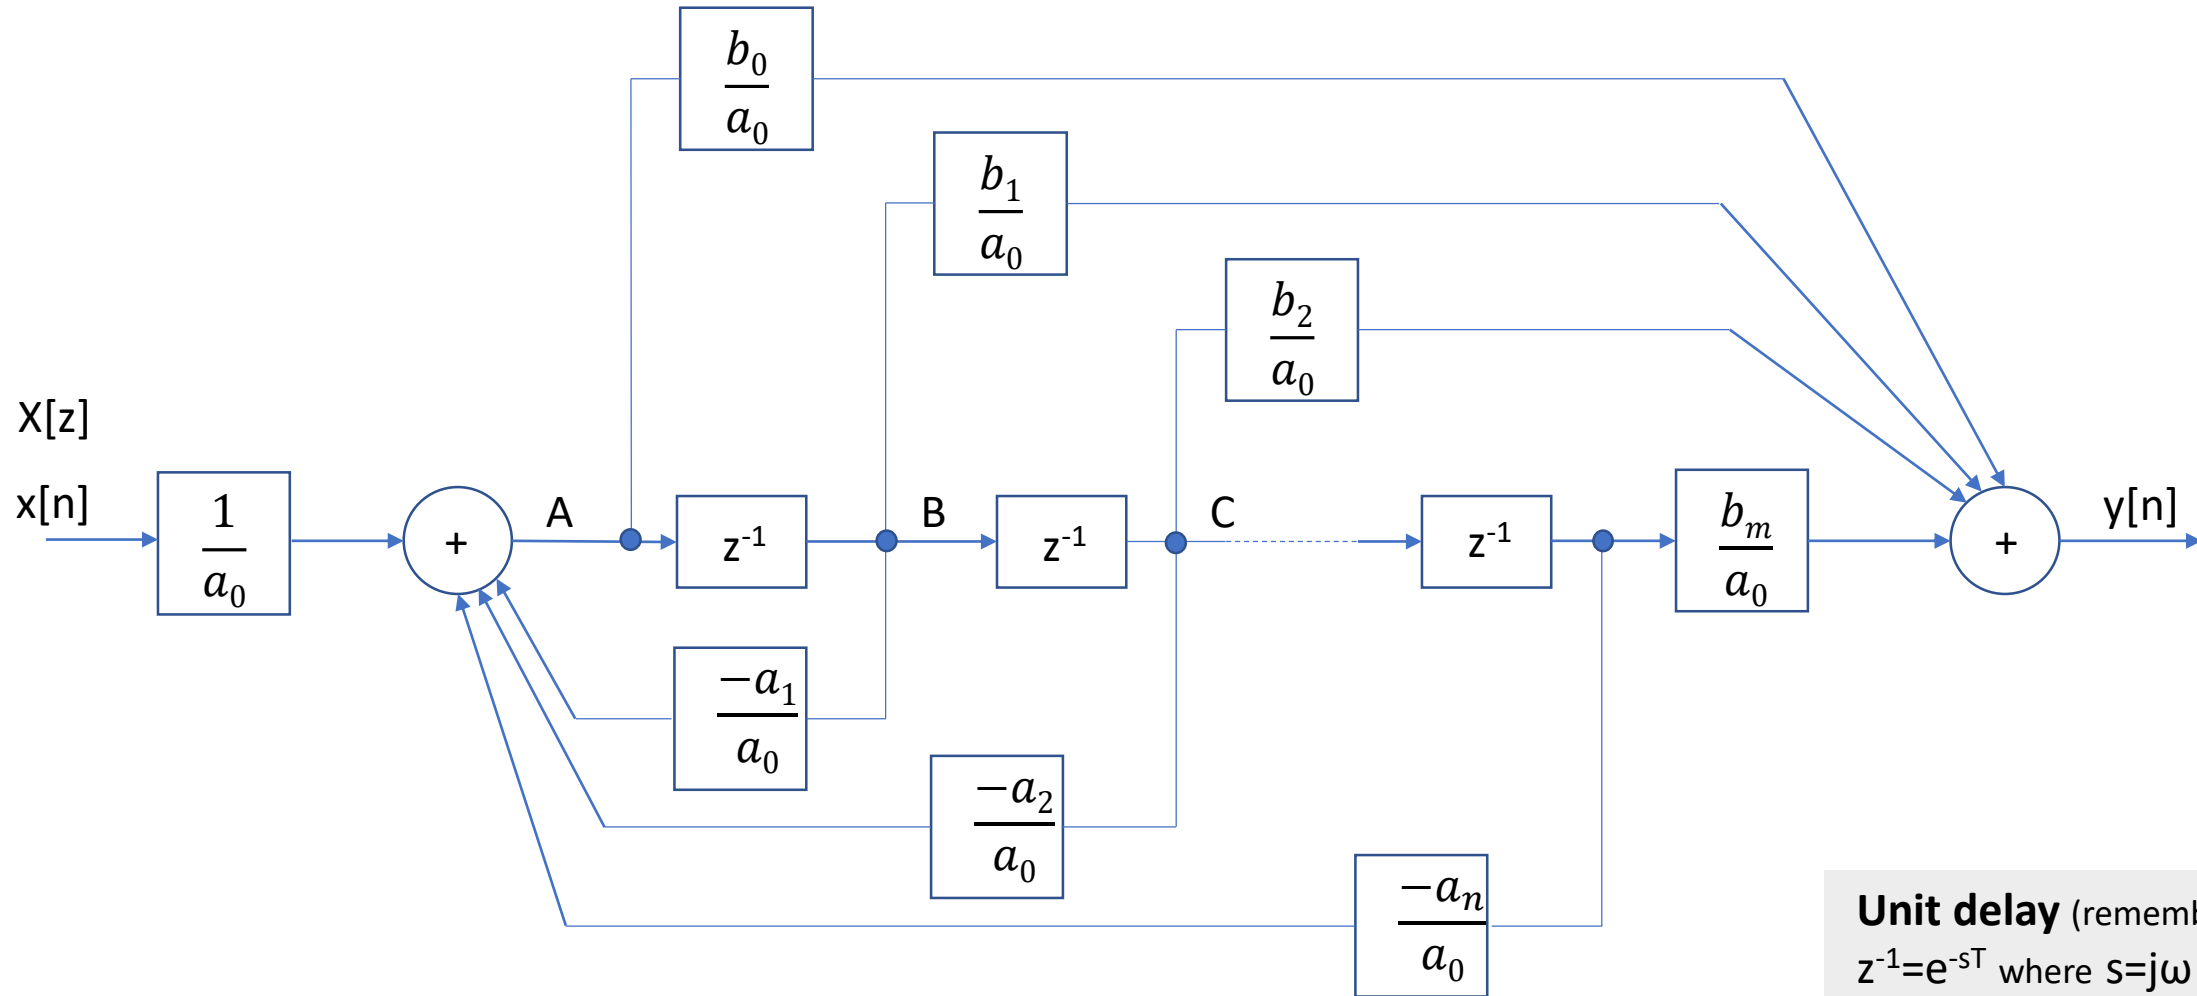 b₀
a₀
b₁
a₀
b₂
a₀
X[z]
x[n]
1
a₀
+
A
z⁻¹
B
z⁻¹
C
z⁻¹
bₘ
a₀
+
y[n]
−a₁
a₀
−a₂
a₀
−aₙ
a₀
Unit delay
z⁻¹=e⁻ˢᵀ where s=jω